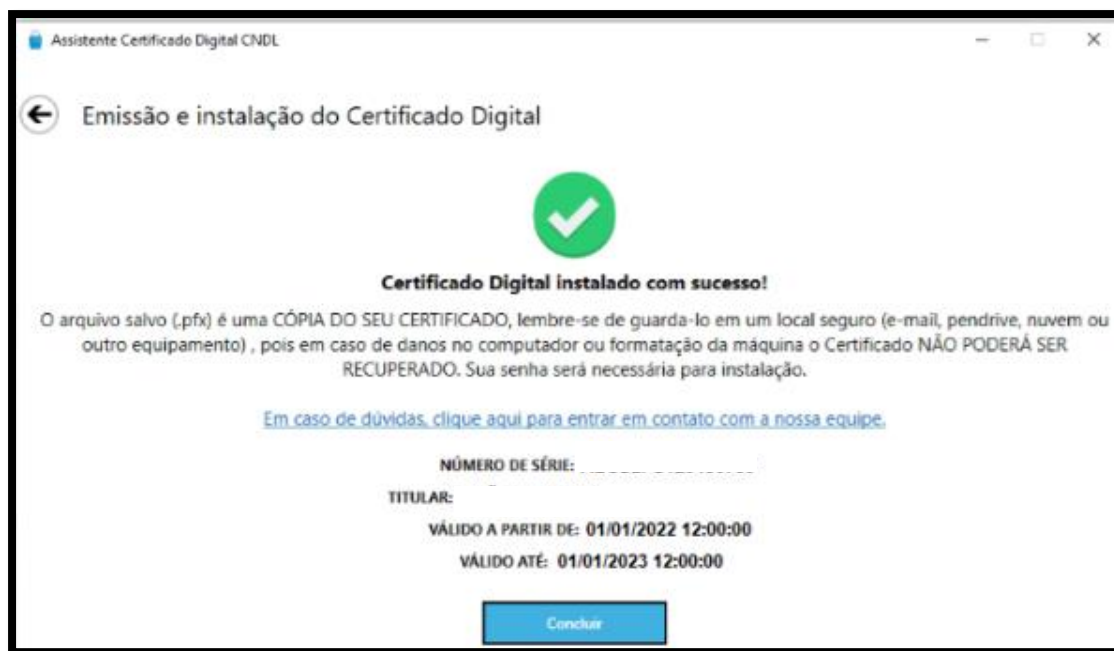 Assistente Certificado Digital CNDL
Emissão e instalação do Certificado Digital
Certificado Digital instalado com sucesso!
O arquivo salvo (.pfx) é uma CÓPIA DO SEU CERTIFICADO, lembre-se de guarda-lo em um local seguro (e-mail, pendrive, nuvem ou
outro equipamento) , pois em caso de danos no computador ou formatação da máquina o Certificado NÃO PODERÁ SER
RECUPERADO. Sua senha será necessária para instalação.
Em caso de dúvidas, clique aqui para entrar em contato com a nossa equipe.
NÚMERO DE SÉRIE:
TITULAR:
VÁLIDO A PARTIR DE: 01/01/2022 12:00:00
VÁLIDO ATÉ: 01/01/2023 12:00:00
Concluir